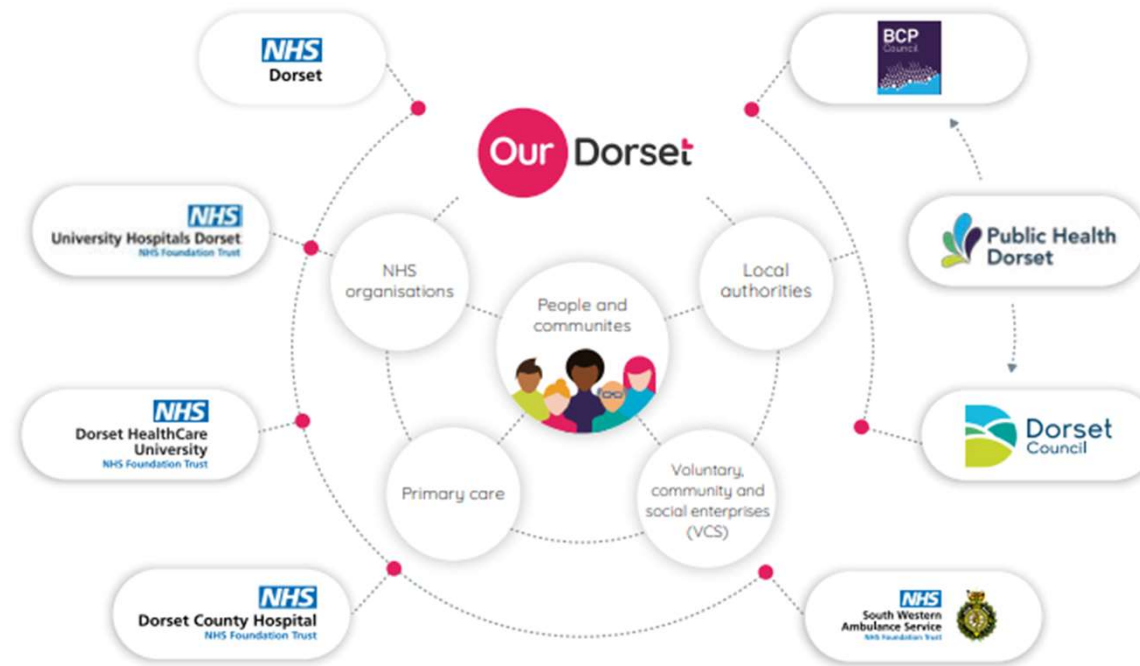 NHS
Dorset
BCP
Council
Our Dorset
NHS
University Hospitals Dorset
NHS Foundation Trust
NHS
organisations
People and
communites
Local
authorities
Public Health
Dorset
NHS
Dorset HealthCare
University
NHS Foundation Trust
Dorset
Council
Primary care
Voluntary,
community and
social enterprises
(VCS)
NHS
Dorset County Hospital
NHS Foundation Trust
NHS
South Western
Ambulance Service
NHS Foundation Trust